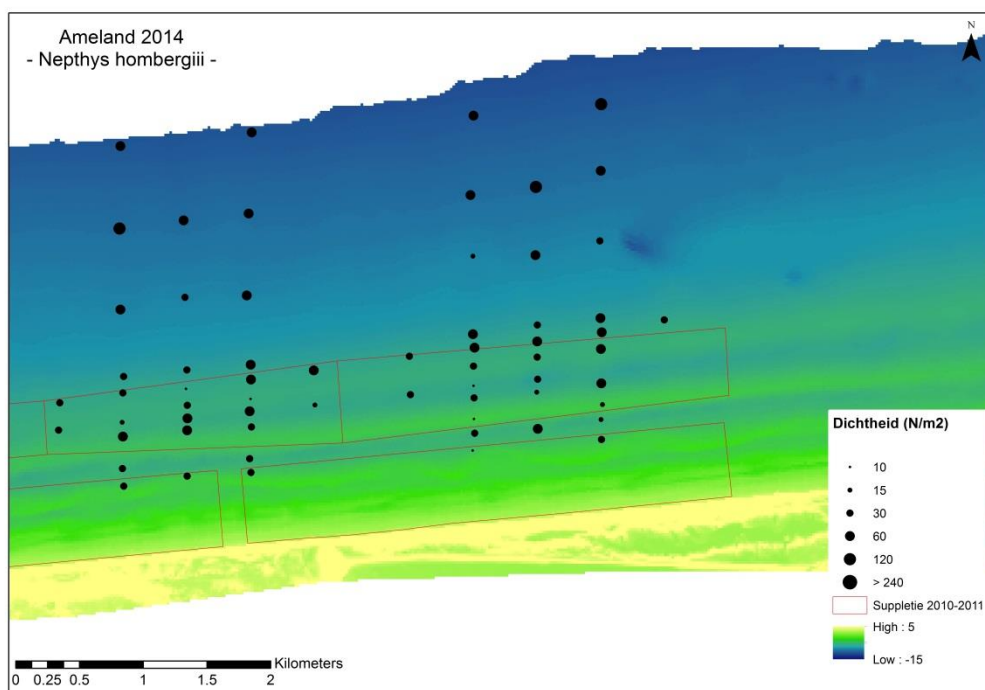 Ameland 2014
- Nepthys hombergiii -
N
Dichtheid (N/m2)
10
15
30
60
120
> 240
Suppletie 2010-2011
High : 5
Low : -15
Kilometers
0 0.25 0.5 1 1.5 2